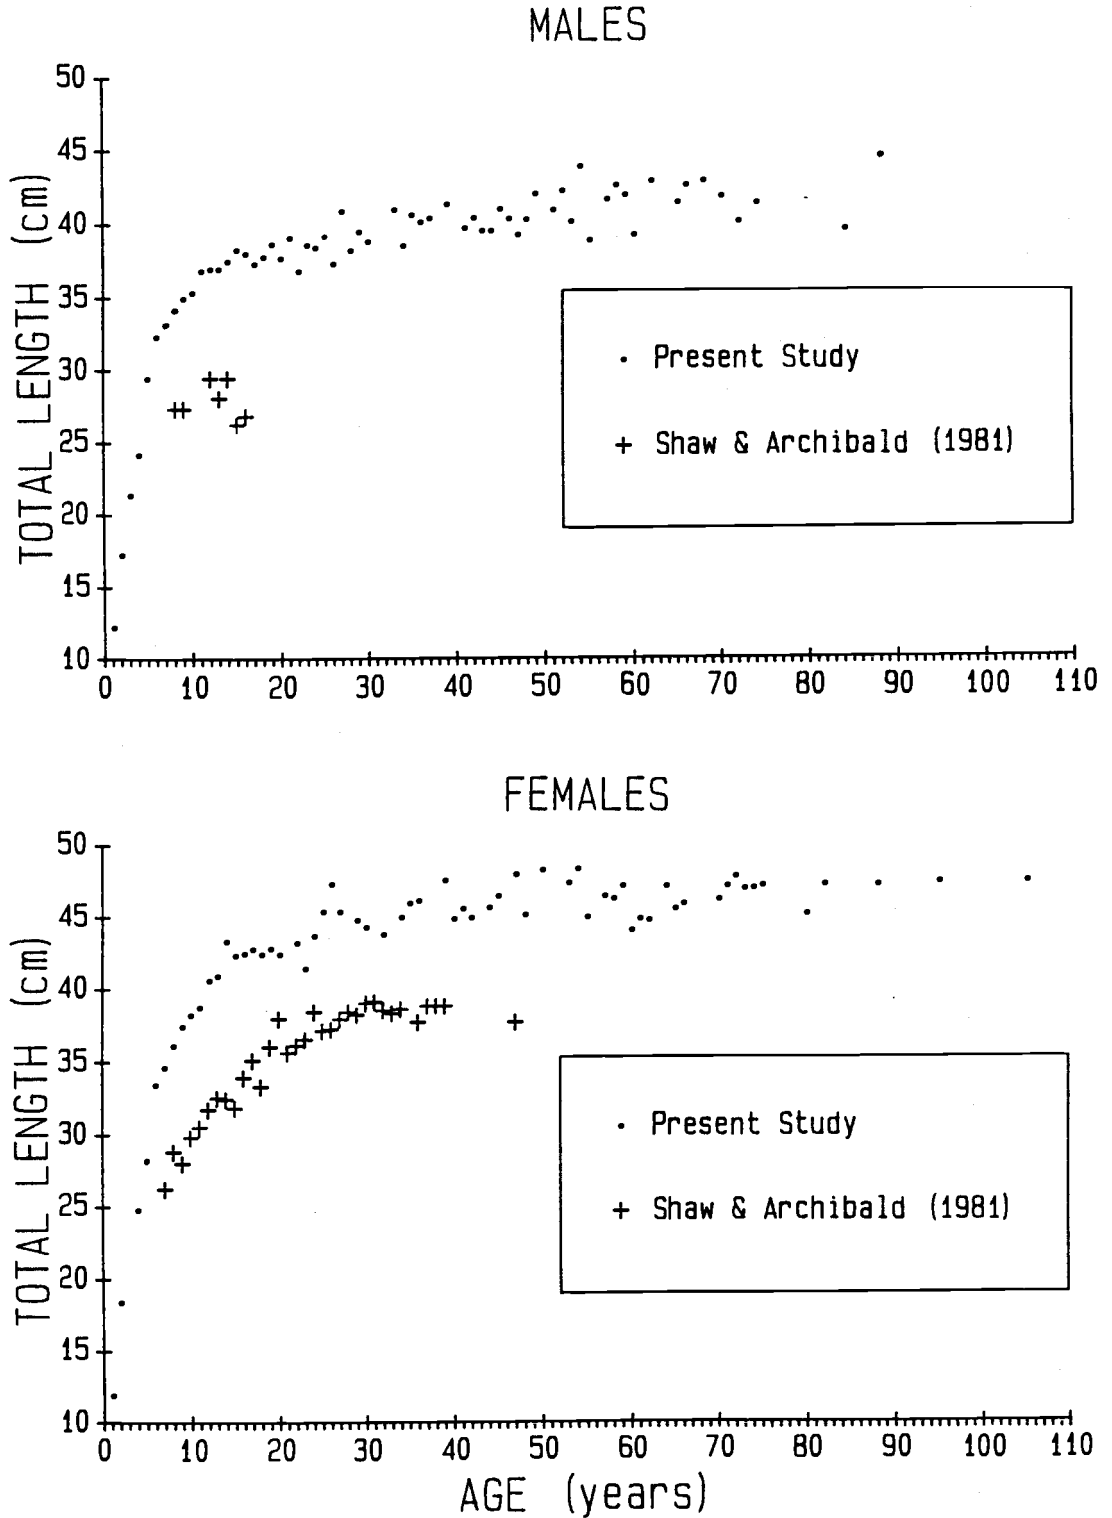 MALES
50
45
40
35
30
25
20
15
10
TOTAL LENGTH (cm)
• Present Study
+ Shaw & Archibald (1981)
0 10 20 30 40 50 60 70 80 90 100 110
FEMALES
50
45
40
35
30
25
20
15
10
TOTAL LENGTH (cm)
• Present Study
+ Shaw & Archibald (1981)
0 10 20 30 40 50 60 70 80 90 100 110
AGE (years)